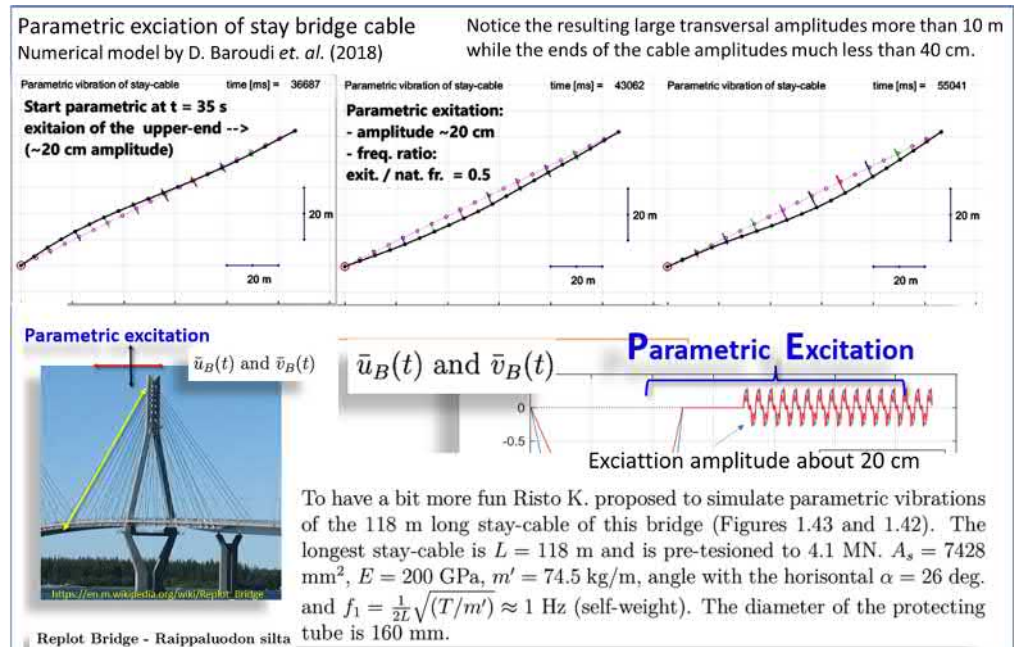 Parametric exciation of stay bridge cable
Numerical model by D. Baroudi et. al. (2018)
Notice the resulting large transversal amplitudes more than 10 m
while the ends of the cable amplitudes much less than 40 cm.
Parametric vibration of stay-cable time [ms] = 36687
Start parametric at t = 35 s
exitaion of the upper-end -->
(~20 cm amplitude)
20 m
20 m
Parametric vibration of stay-cable time [ms] = 43062
Parametric exitation:
- amplitude ~20 cm
- freq. ratio:
exit. / nat. fr. = 0.5
20 m
20 m
Parametric vibration of stay-cable time [ms] = 55041
20 m
20 m
Parametric excitation
ūB(t) and v̄B(t)
https://en.m.wikipedia.org/wiki/Replot_Bridge
Replot Bridge - Raippaluodon silta
ūB(t) and v̄B(t)
Parametric Excitation
0
-0.5
Exciattion amplitude about 20 cm
To have a bit more fun Risto K. proposed to simulate parametric vibrations
of the 118 m long stay-cable of this bridge (Figures 1.43 and 1.42). The
longest stay-cable is L = 118 m and is pre-tesioned to 4.1 MN. As = 7428
mm², E = 200 GPa, m′ = 74.5 kg/m, angle with the horisontal α = 26 deg.
and f₁ = 1/2L √(T/m′) ≈ 1 Hz (self-weight). The diameter of the protecting
tube is 160 mm.